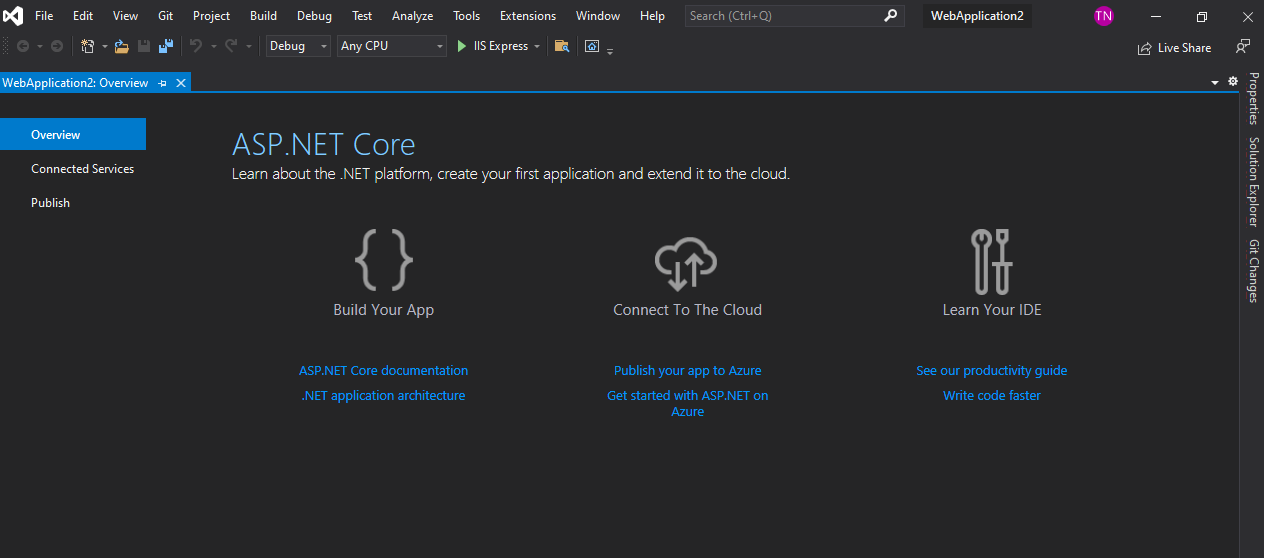 File Edit View Git Project Build Debug Test Analyze Tools Extensions Window Help Search (Ctrl+Q) WebApplication2 TN
Debug Any CPU IIS Express Live Share
WebApplication2: Overview
Overview
Connected Services
Publish
ASP.NET Core
Learn about the .NET platform, create your first application and extend it to the cloud.
Build Your App
Connect To The Cloud
Learn Your IDE
ASP.NET Core documentation
Publish your app to Azure
See our productivity guide
.NET application architecture
Get started with ASP.NET on
Azure
Write code faster
Properties
Solution Explorer
Git Changes